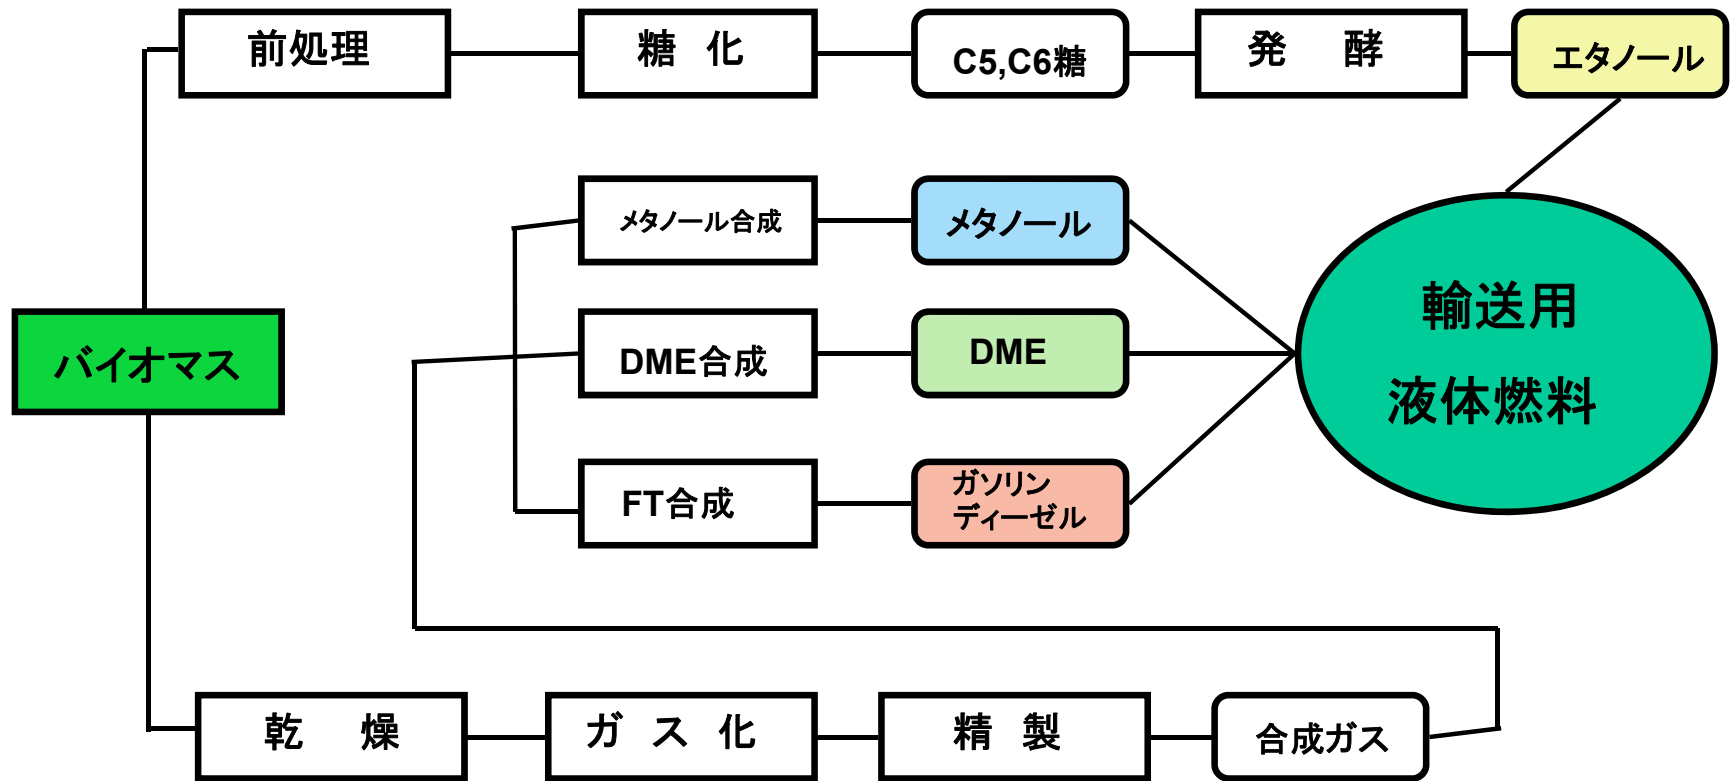 前処理
糖 化
C5,C6糖
発 酵
エタノール
メタノール合成
メタノール
バイオマス
DME合成
DME
輸送用
液体燃料
FT合成
ガソリン
ディーゼル
乾 燥
ガ ス 化
精 製
合成ガス